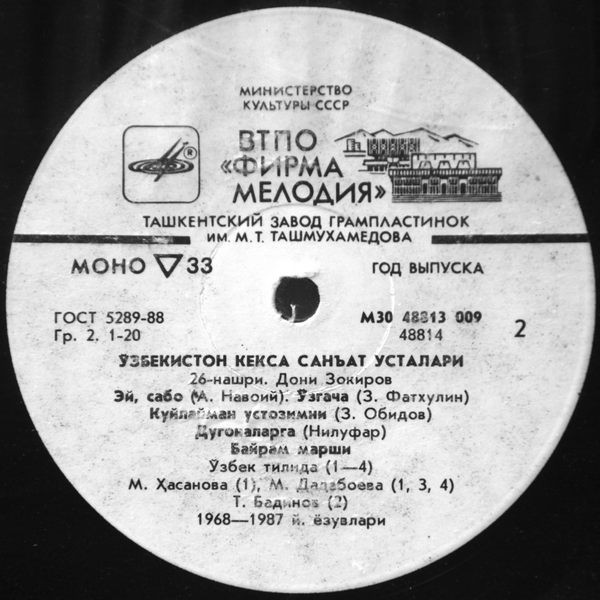 МИНИСТЕРСТВО
КУЛЬТУРЫ СССР
ВТПО
«ФИРМА
МЕЛОДИЯ»
ТАШКЕНТСКИЙ ЗАВОД ГРАМПЛАСТИНОК
ИМ. М. Т. ТАШМУХАМЕДОВА
МОНО 33 ГОД ВЫПУСКА
ГОСТ 5289-88 М30 48813 009
Гр. 2. 1-20 48814 2
ЎЗБЕКИСТОН КЕКСА САНЪАТ УСТАЛАРИ
26-нашри. Дони Зокиров
Эй, сабо (А. Навоий). Ўзгача (З. Фатхулин)
Куйлайман устозимни (З. Обидов)
Дугоналарга (Нилуфар)
Байрам марши
Ўзбек тилида (1—4)
М. Ҳасанова (1), М. Дадабоева (1, 3, 4)
Т. Бадинов (2)
1968—1987 й. ёзувлари